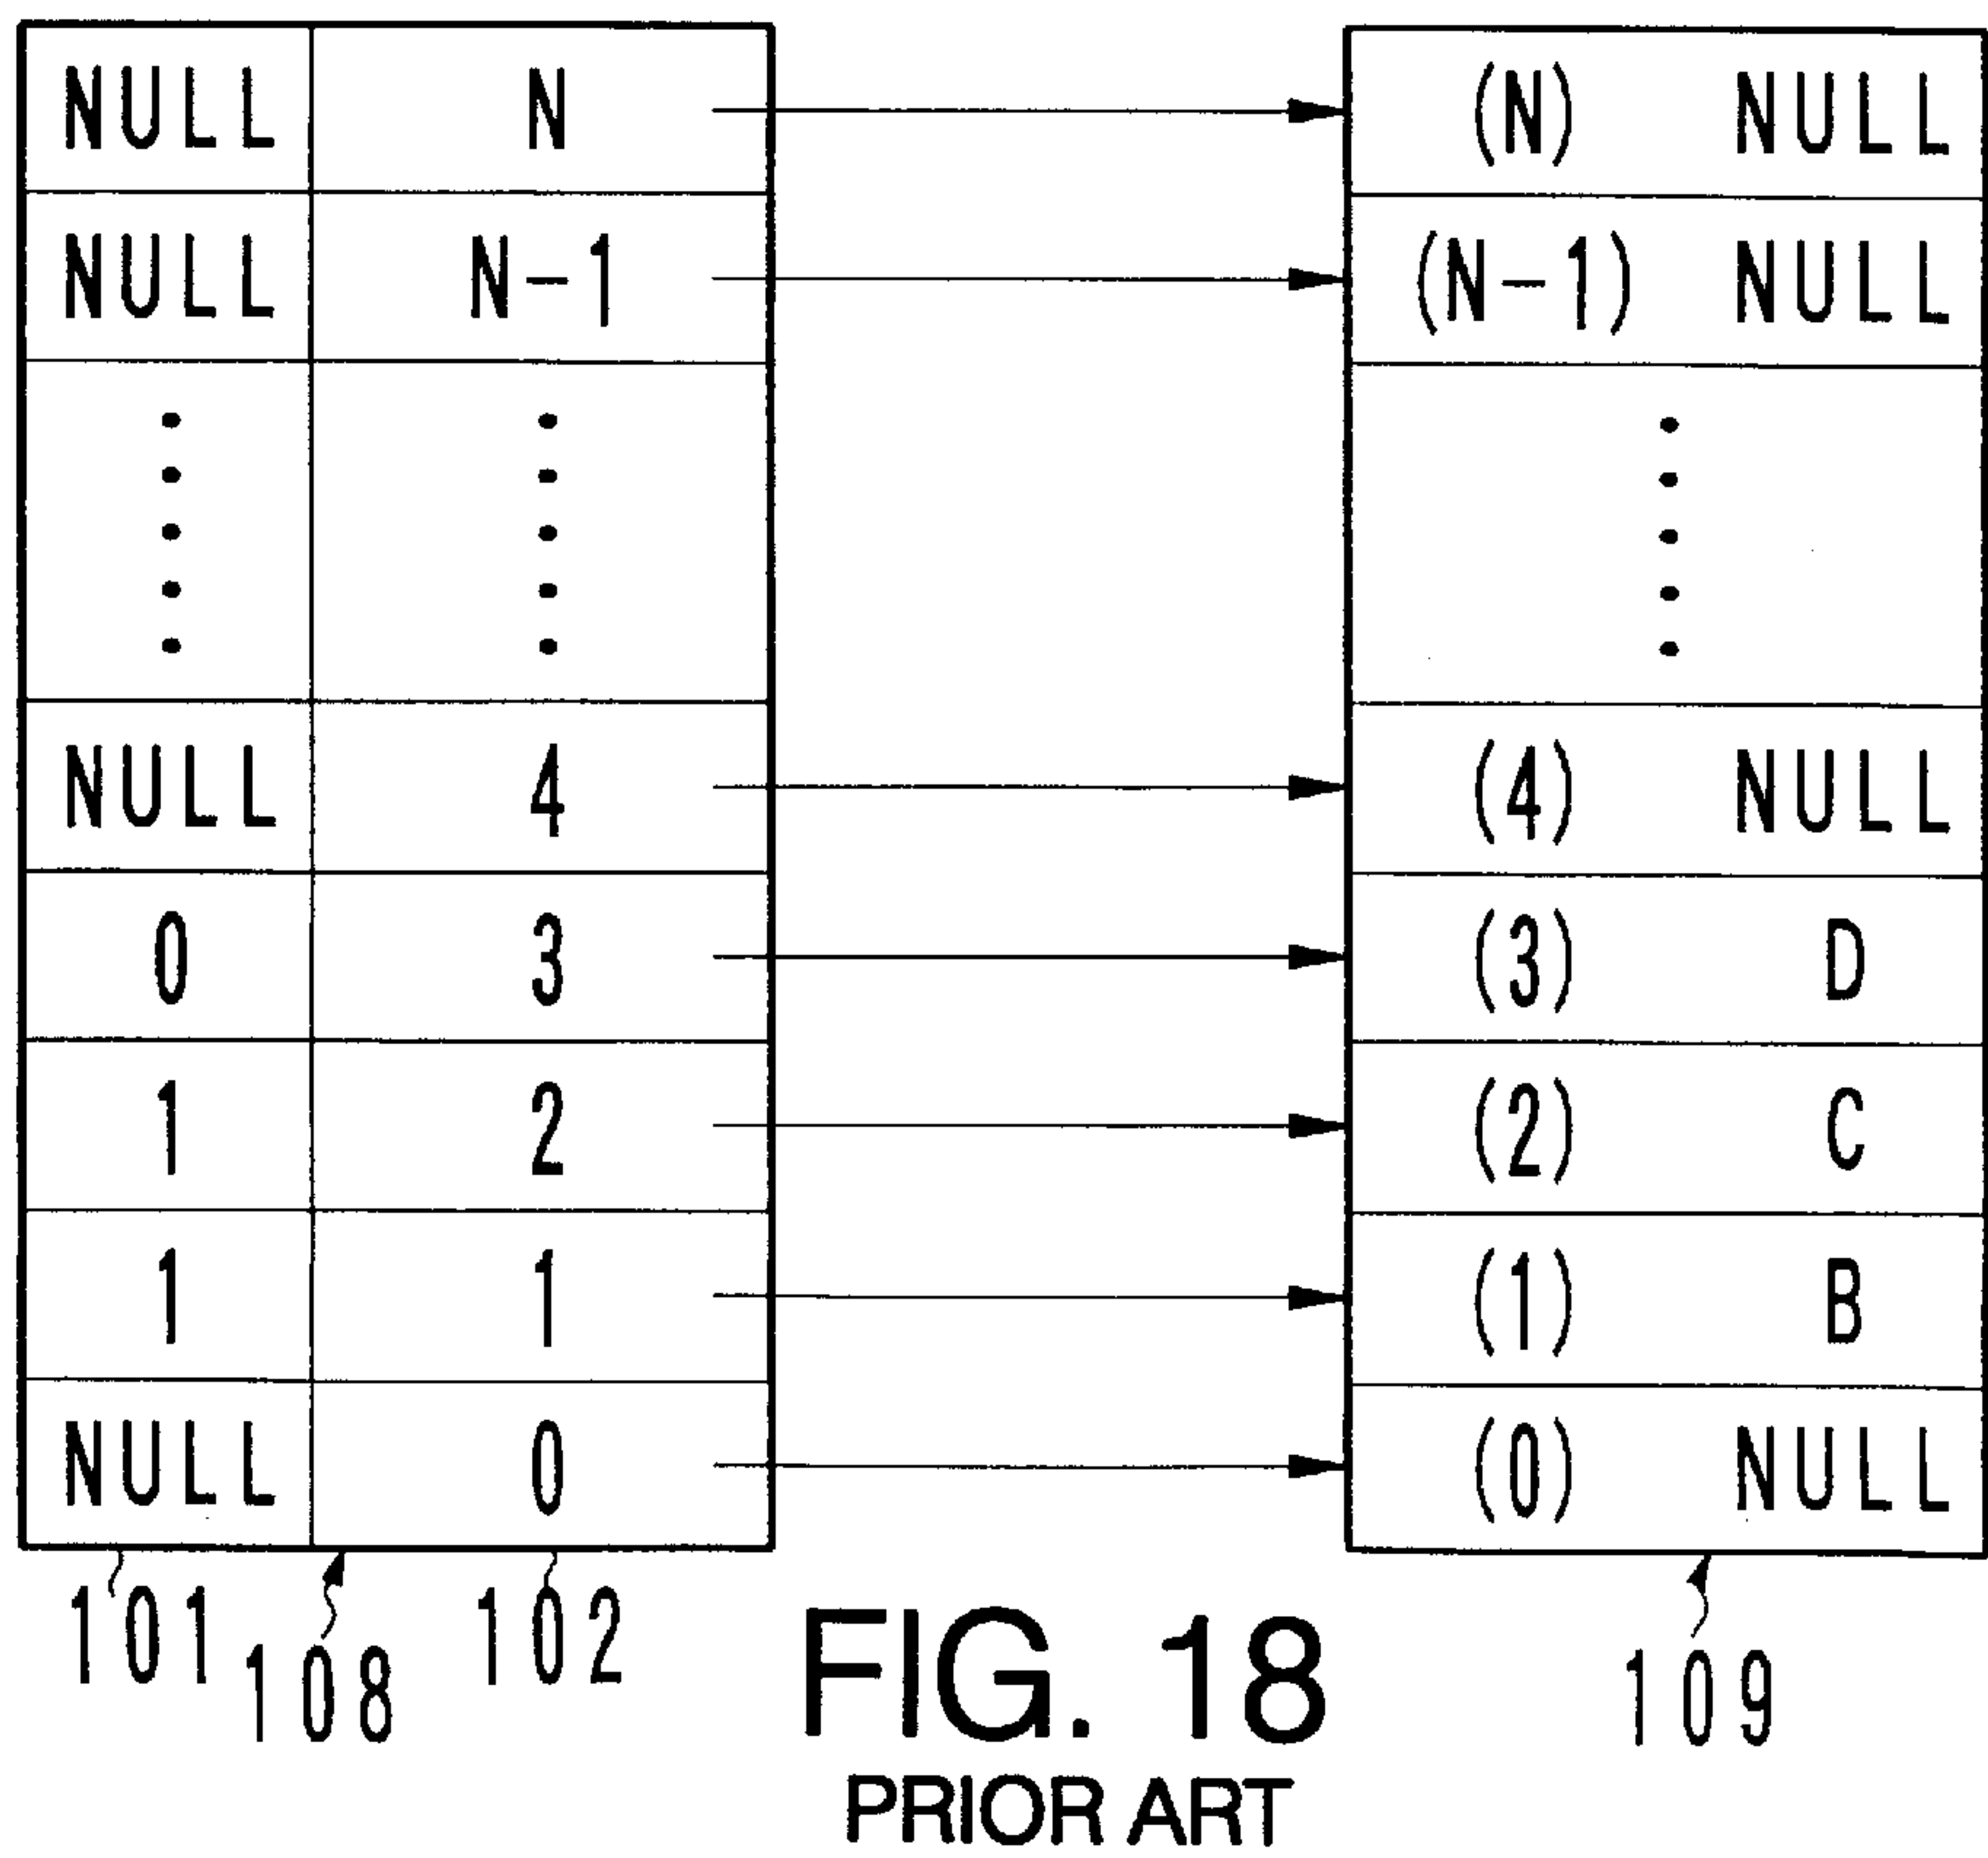 NULL N (N) NULL
NULL N-1 (N-1) NULL
NULL 4 (4) NULL
0 3 (3) D
1 2 (2) C
1 1 (1) B
NULL 0 (0) NULL
101 108 102 109
FIG. 18
PRIOR ART